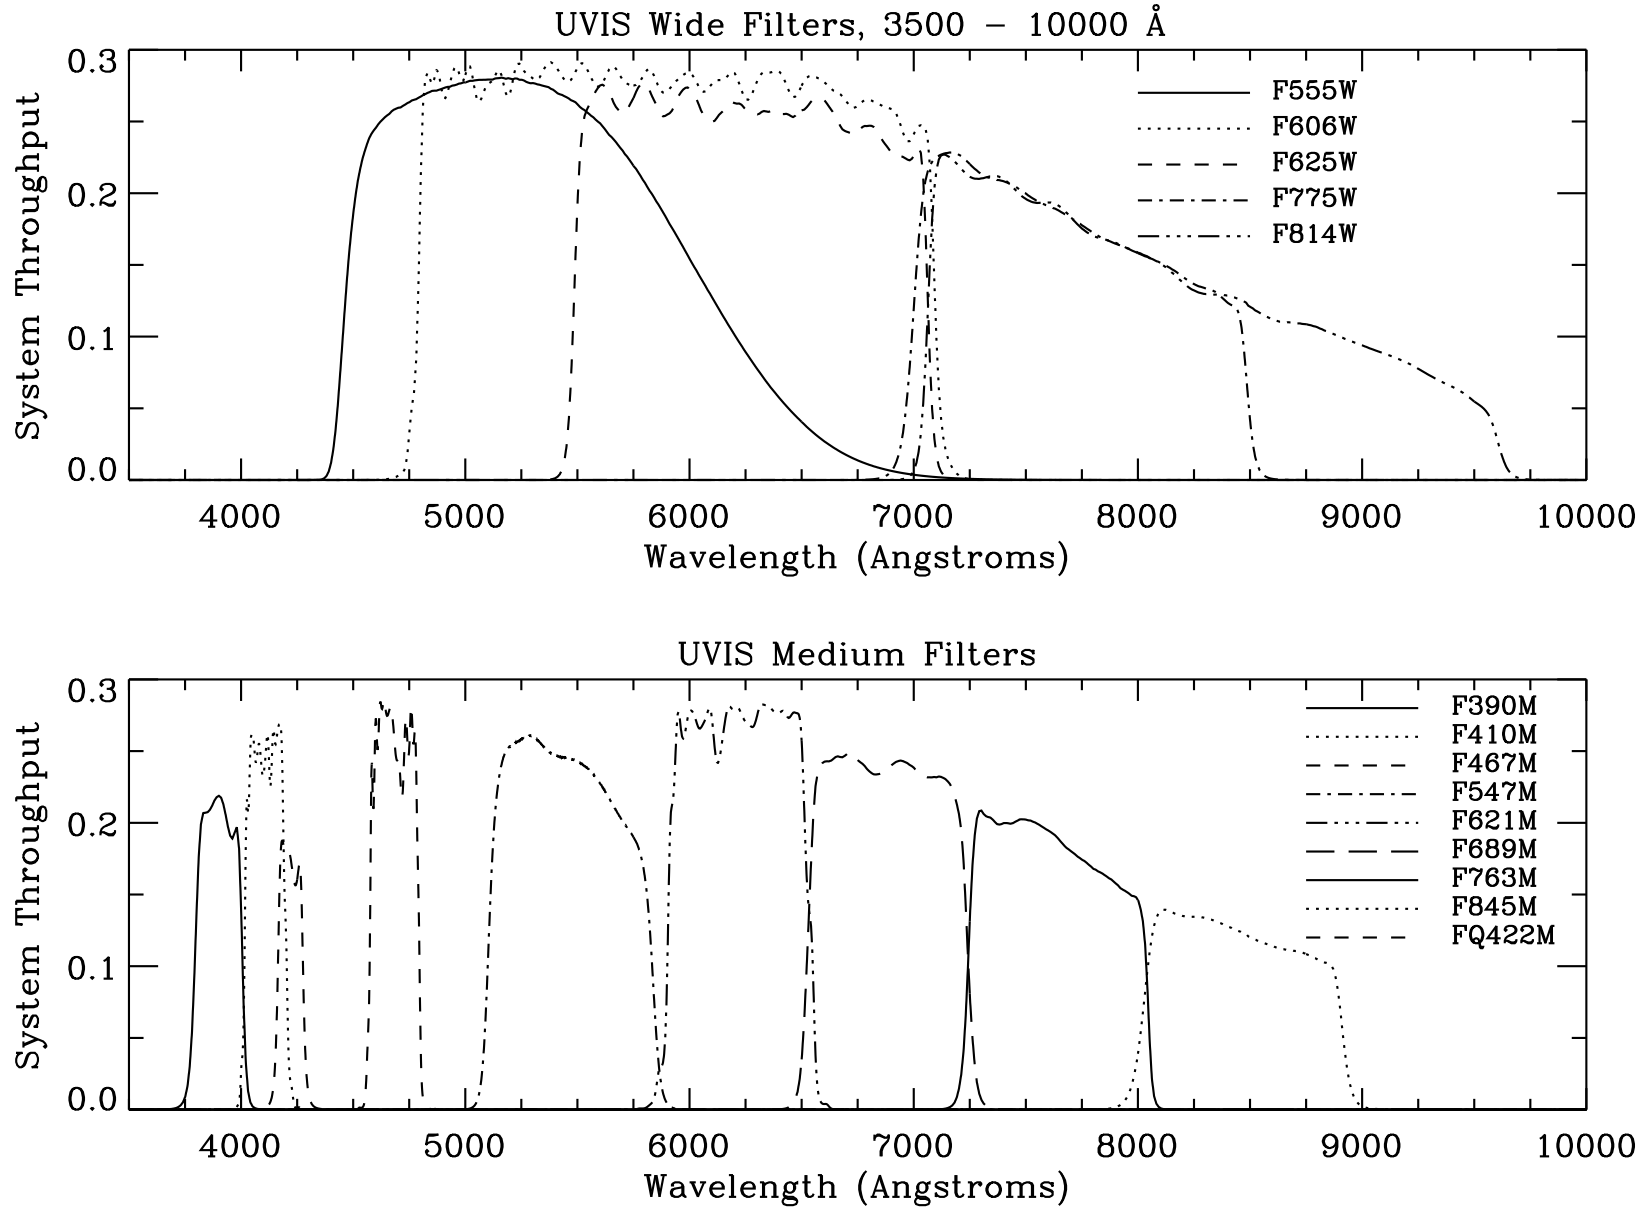 UVIS Wide Filters, 3500 – 10000 Å
0.3
0.2
0.1
0.0
System Throughput
F555W
F606W
F625W
F775W
F814W
4000 5000 6000 7000 8000 9000 10000
Wavelength (Angstroms)
UVIS Medium Filters
0.3
0.2
0.1
0.0
System Throughput
F390M
F410M
F467M
F547M
F621M
F689M
F763M
F845M
FQ422M
4000 5000 6000 7000 8000 9000 10000
Wavelength (Angstroms)